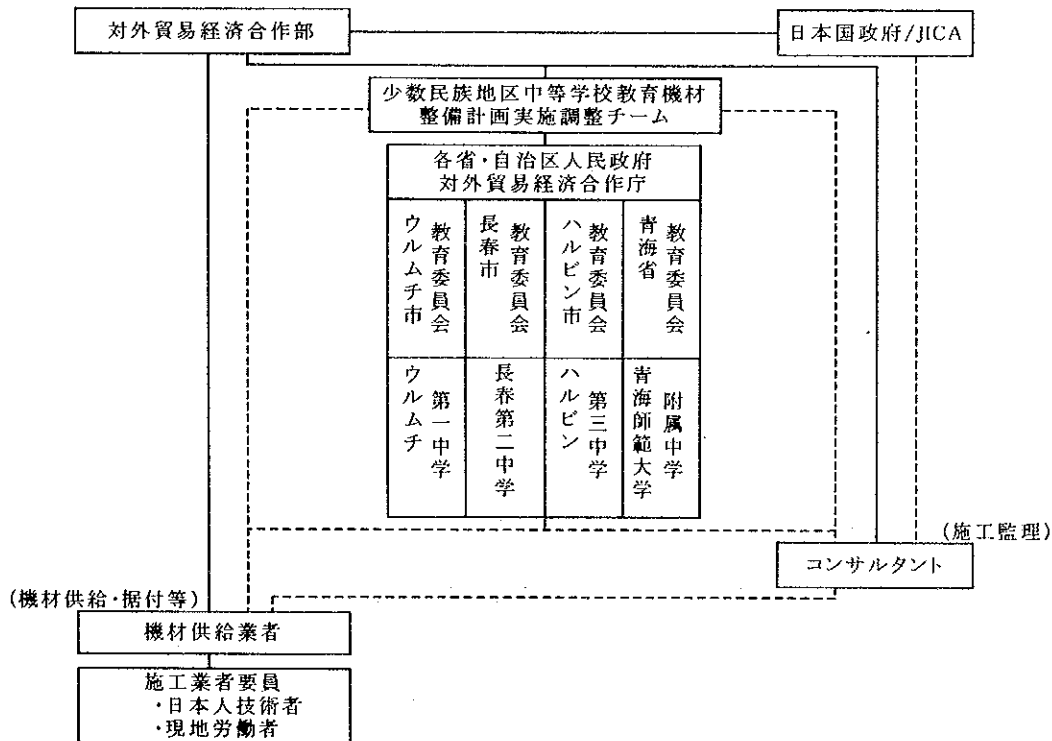 対外貿易経済合作部
日本国政府/JICA
少数民族地区中等学校教育機材
整備計画実施調整チーム
各省・自治区人民政府
対外貿易経済合作庁
ウルムチ市
教育委員会
長春市
教育委員会
ハルビン市
教育委員会
青海省
教育委員会
ウルムチ
第一中学
長春第二中学
ハルビン
第三中学
青海師範大学
附属中学
(施工監理)
コンサルタント
(機材供給・据付等)
機材供給業者
施工業者要員
・日本人技術者
・現地労働者